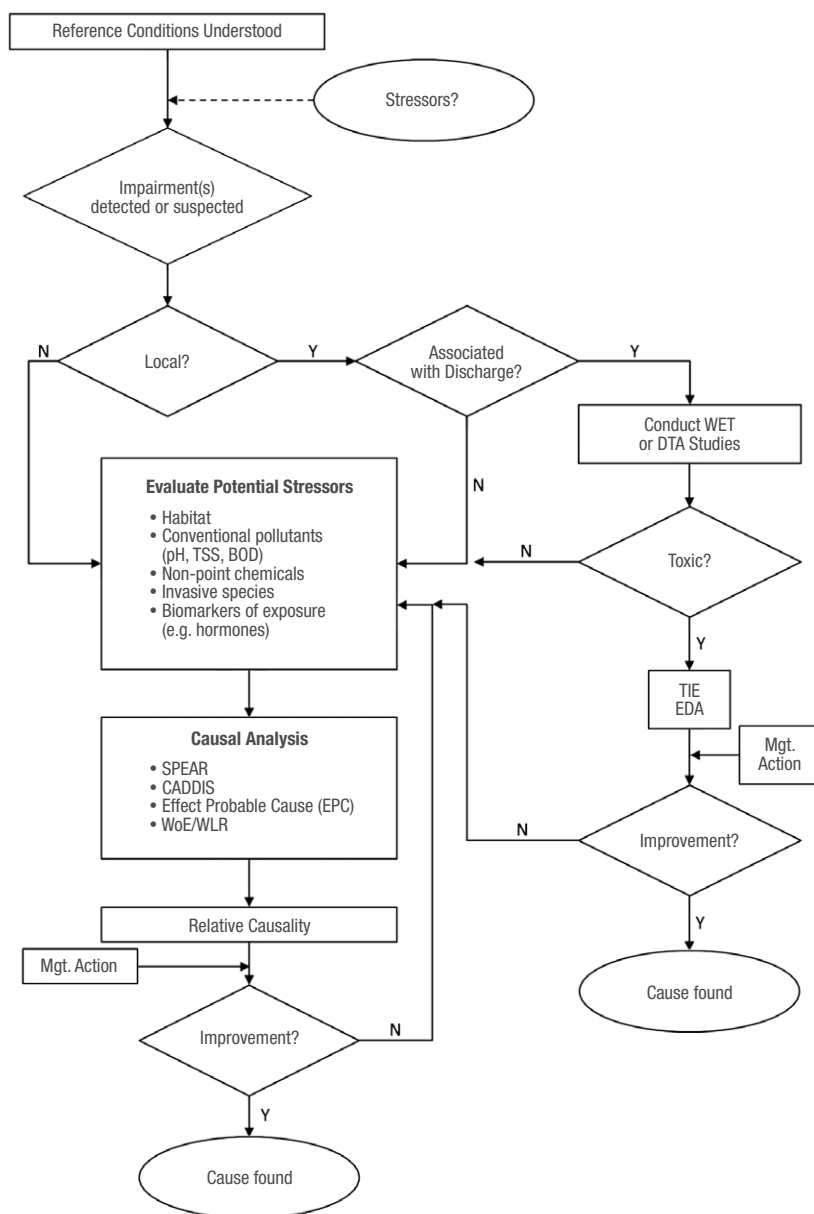 Reference Conditions Understood
Stressors?
Impairment(s)
detected or suspected
N
Local?
Y
Associated
with Discharge?
Y
Conduct WET
or DTA Studies
N
Evaluate Potential Stressors
• Habitat
• Conventional pollutants
(pH, TSS, BOD)
• Non-point chemicals
• Invasive species
• Biomarkers of exposure
(e.g. hormones)
N
Toxic?
Y
TIE
EDA
Mgt.
Action
Causal Analysis
• SPEAR
• CADDIS
• Effect Probable Cause (EPC)
• WoE/WLR
N
Improvement?
Y
Relative Causality
Mgt. Action
Cause found
Improvement?
N
Y
Cause found